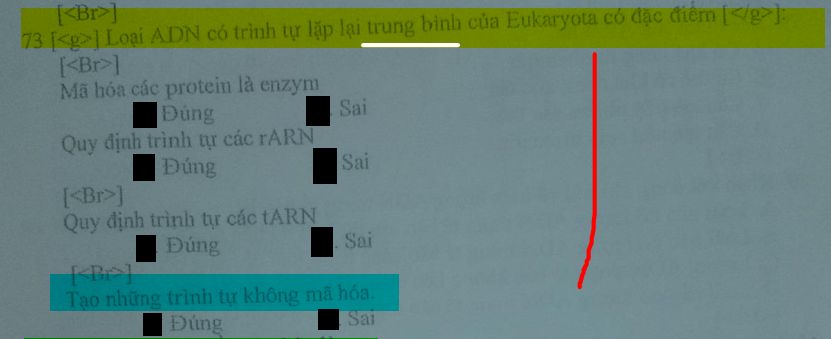 [<Br>]
73 [<g>] Loại ADN có trình tự lặp lại trung bình của Eukaryota có đặc điểm [</g>]:
[<Br>]
Mã hóa các protein là enzym
Đúng . Sai
Quy định trình tự các rARN
Đúng Sai
[<Br>]
Quy định trình tự các tARN
. Đúng . Sai
[<Br>]
Tạo những trình tự không mã hóa.
Đúng . Sai